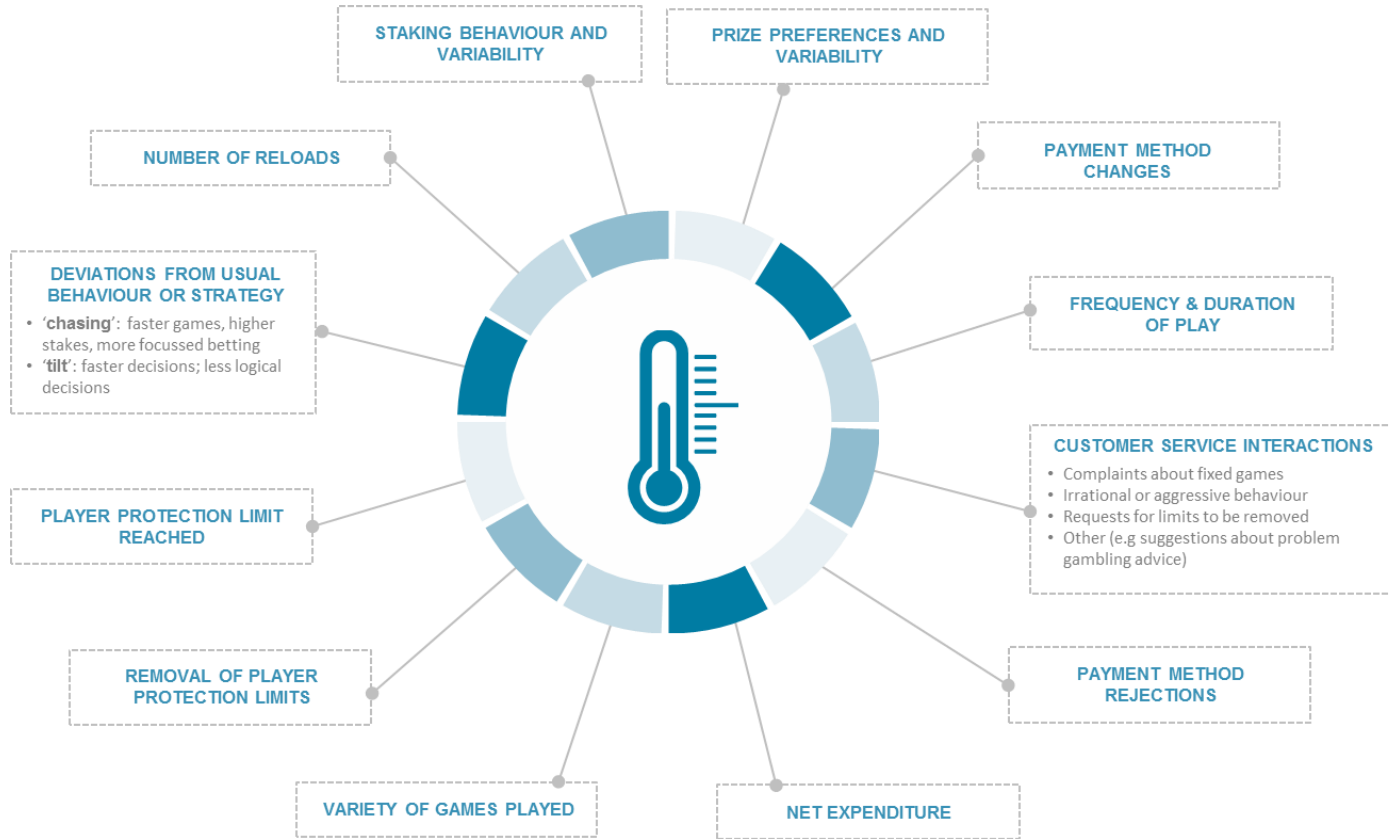 STAKING BEHAVIOUR AND
VARIABILITY
PRIZE PREFERENCES AND
VARIABILITY
NUMBER OF RELOADS
PAYMENT METHOD
CHANGES
DEVIATIONS FROM USUAL
BEHAVIOUR OR STRATEGY
• ‘chasing’: faster games, higher
stakes, more focussed betting
• ‘tilt’: faster decisions; less logical
decisions
FREQUENCY & DURATION
OF PLAY
CUSTOMER SERVICE INTERACTIONS
• Complaints about fixed games
• Irrational or aggressive behaviour
• Requests for limits to be removed
• Other (e.g suggestions about problem
gambling advice)
PLAYER PROTECTION LIMIT
REACHED
REMOVAL OF PLAYER
PROTECTION LIMITS
PAYMENT METHOD
REJECTIONS
VARIETY OF GAMES PLAYED
NET EXPENDITURE